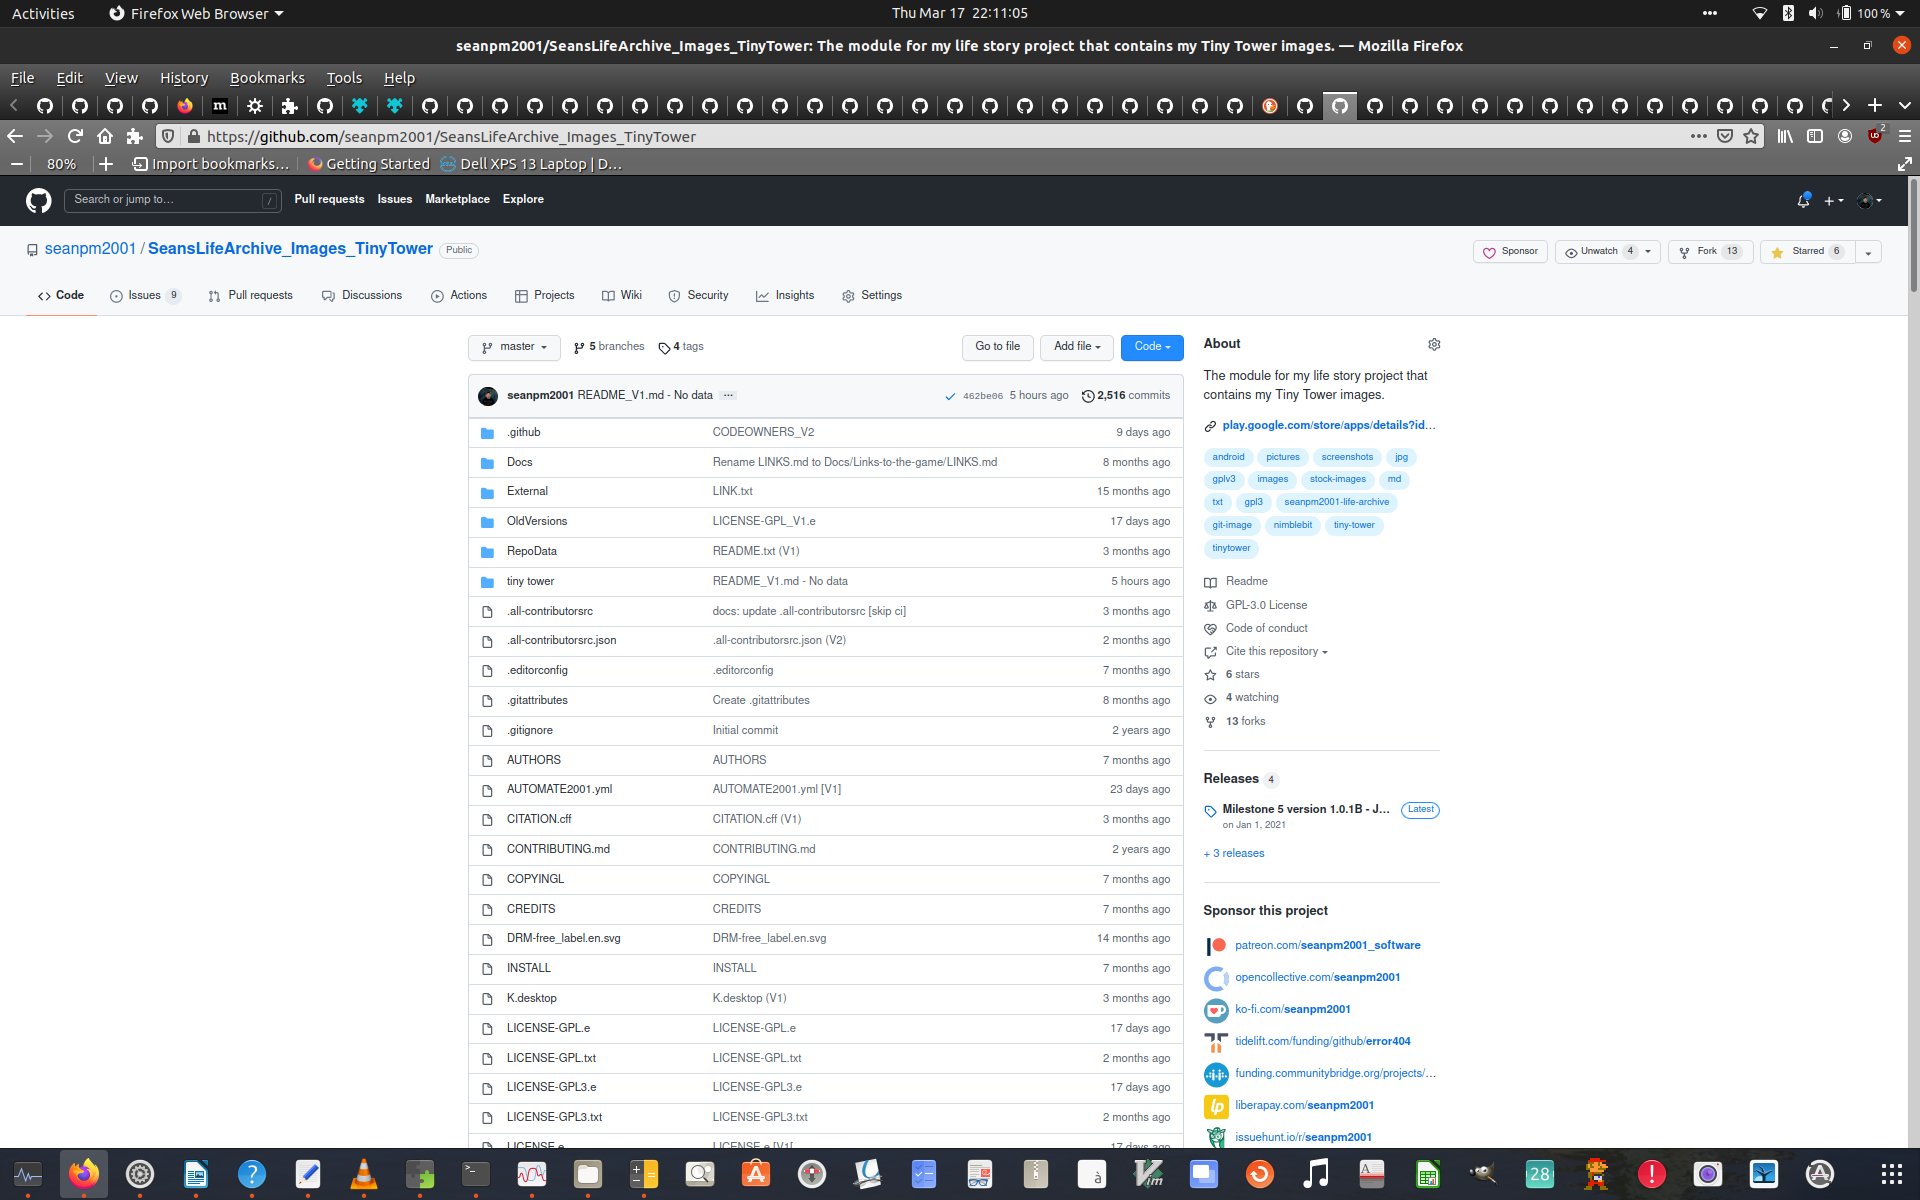 Activities Firefox Web Browser Thu Mar 17 22:11:05 100 %
seanpm2001/SeansLifeArchive_Images_TinyTower: The module for my life story project that contains my Tiny Tower images. — Mozilla Firefox
File Edit View History Bookmarks Tools Help
https://github.com/seanpm2001/SeansLifeArchive_Images_TinyTower 2
80% Import bookmarks... Getting Started Dell XPS 13 Laptop | D...
Search or jump to... / Pull requests Issues Marketplace Explore
seanpm2001 / SeansLifeArchive_Images_TinyTower Public Sponsor Unwatch 4 Fork 13 Starred 6
Code Issues 9 Pull requests Discussions Actions Projects Wiki Security Insights Settings
master 5 branches 4 tags Go to file Add file Code
seanpm2001 README_V1.md - No data ... 462be06 5 hours ago 2,516 commits
.github CODEOWNERS_V2 9 days ago
Docs Rename LINKS.md to Docs/Links-to-the-game/LINKS.md 8 months ago
External LINK.txt 15 months ago
OldVersions LICENSE-GPL_V1.e 17 days ago
RepoData README.txt (V1) 3 months ago
tiny tower README_V1.md - No data 5 hours ago
.all-contributorsrc docs: update .all-contributorsrc [skip ci] 3 months ago
.all-contributorsrc.json .all-contributorsrc.json (V2) 2 months ago
.editorconfig .editorconfig 7 months ago
.gitattributes Create .gitattributes 8 months ago
.gitignore Initial commit 2 years ago
AUTHORS AUTHORS 7 months ago
AUTOMATE2001.yml AUTOMATE2001.yml [V1] 23 days ago
CITATION.cff CITATION.cff (V1) 3 months ago
CONTRIBUTING.md CONTRIBUTING.md 2 years ago
COPYINGL COPYINGL 7 months ago
CREDITS CREDITS 7 months ago
DRM-free_label.en.svg DRM-free_label.en.svg 14 months ago
INSTALL INSTALL 7 months ago
K.desktop K.desktop (V1) 3 months ago
LICENSE-GPL.e LICENSE-GPL.e 17 days ago
LICENSE-GPL.txt LICENSE-GPL.txt 2 months ago
LICENSE-GPL3.e LICENSE-GPL3.e 17 days ago
LICENSE-GPL3.txt LICENSE-GPL3.txt 2 months ago
LICENSE.e LICENSE.e [V1[ 17 days ago
About
The module for my life story project that
contains my Tiny Tower images.
play.google.com/store/apps/details?id...
android pictures screenshots jpg
gplv3 images stock-images md
txt gpl3 seanpm2001-life-archive
git-image nimblebit tiny-tower
tinytower
Readme
GPL-3.0 License
Code of conduct
Cite this repository
6 stars
4 watching
13 forks
Releases 4
Milestone 5 version 1.0.1B - J... Latest
on Jan 1, 2021
+ 3 releases
Sponsor this project
patreon.com/seanpm2001_software
opencollective.com/seanpm2001
ko-fi.com/seanpm2001
tidelift.com/funding/github/error404
funding.communitybridge.org/projects/...
lp liberapay.com/seanpm2001
issuehunt.io/r/seanpm2001
28